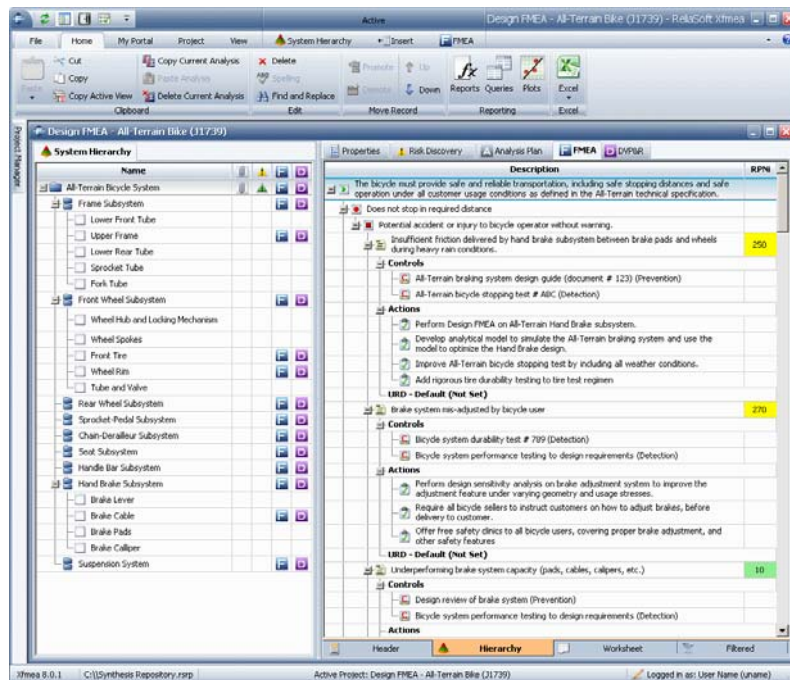 Active
Design FMEA - All-Terrain Bike (J1739) - ReliaSoft Xfmea
File
Home
My Portal
Project
View
System Hierarchy
Insert
FMEA
Paste
Cut
Copy
Copy Active View
Copy Current Analysis
Paste Analysis
Delete Current Analysis
Clipboard
Delete
Spelling
Find and Replace
Edit
Promote
Up
Demote
Down
Move Record
Reports
Queries
Plots
Reporting
Excel
Excel
Project Manager
Design FMEA - All-Terrain Bike (J1739)
System Hierarchy
Name
All-Terrain Bicycle System
Frame Subsystem
Lower Front Tube
Upper Frame
Lower Rear Tube
Sprocket Tube
Fork Tube
Front Wheel Subsystem
Wheel Hub and Locking Mechanism
Wheel Spokes
Front Tire
Wheel Rim
Tube and Valve
Rear Wheel Subsystem
Sprocket-Pedal Subsystem
Chain-Derailleur Subsystem
Seat Subsystem
Handle Bar Subsystem
Hand Brake Subsystem
Brake Lever
Brake Cable
Brake Pads
Brake Calliper
Suspension System
Properties
Risk Discovery
Analysis Plan
FMEA
DVP&R
Description
RPNi
The bicycle must provide safe and reliable transportation, including safe stopping distances and safe
operation under all customer usage conditions as defined in the All-Terrain technical specification.
Does not stop in required distance
Potential accident or injury to bicycle operator without warning.
Insufficient friction delivered by hand brake subsystem between brake pads and wheels
during heavy rain conditions.
250
Controls
All-Terrain braking system design guide (document # 123) (Prevention)
All-Terrain bicycle stopping test # ABC (Detection)
Actions
Perform Design FMEA on All-Terrain Hand Brake subsystem.
Develop analytical model to simulate the All-Terrain braking system and use the
model to optimize the Hand Brake design.
Improve All-Terrain bicycle stopping test by including all weather conditions.
Add rigorous tire durability testing to tire test regimen
URD - Default (Not Set)
Brake system mis-adjusted by bicycle user
270
Controls
Bicycle system durability test # 789 (Detection)
Bicycle system performance testing to design requirements (Detection)
Actions
Perform design sensitivity analysis on brake adjustment system to improve the
adjustment feature under varying geometry and usage stresses.
Require all bicycle sellers to instruct customers on how to adjust brakes, before
delivery to customer.
Offer free safety clinics to all bicycle users, covering proper brake adjustment, and
other safety features
URD - Default (Not Set)
Underperforming brake system capacity (pads, cables, calipers, etc.)
10
Controls
Design review of brake system (Prevention)
Bicycle system performance testing to design requirements (Detection)
Actions
Header
Hierarchy
Worksheet
Filtered
Xfmea 8.0.1
C:\\Synthesis Repository.rsrp
Active Project: Design FMEA - All-Terrain Bike (J1739)
Logged in as: User Name (uname)